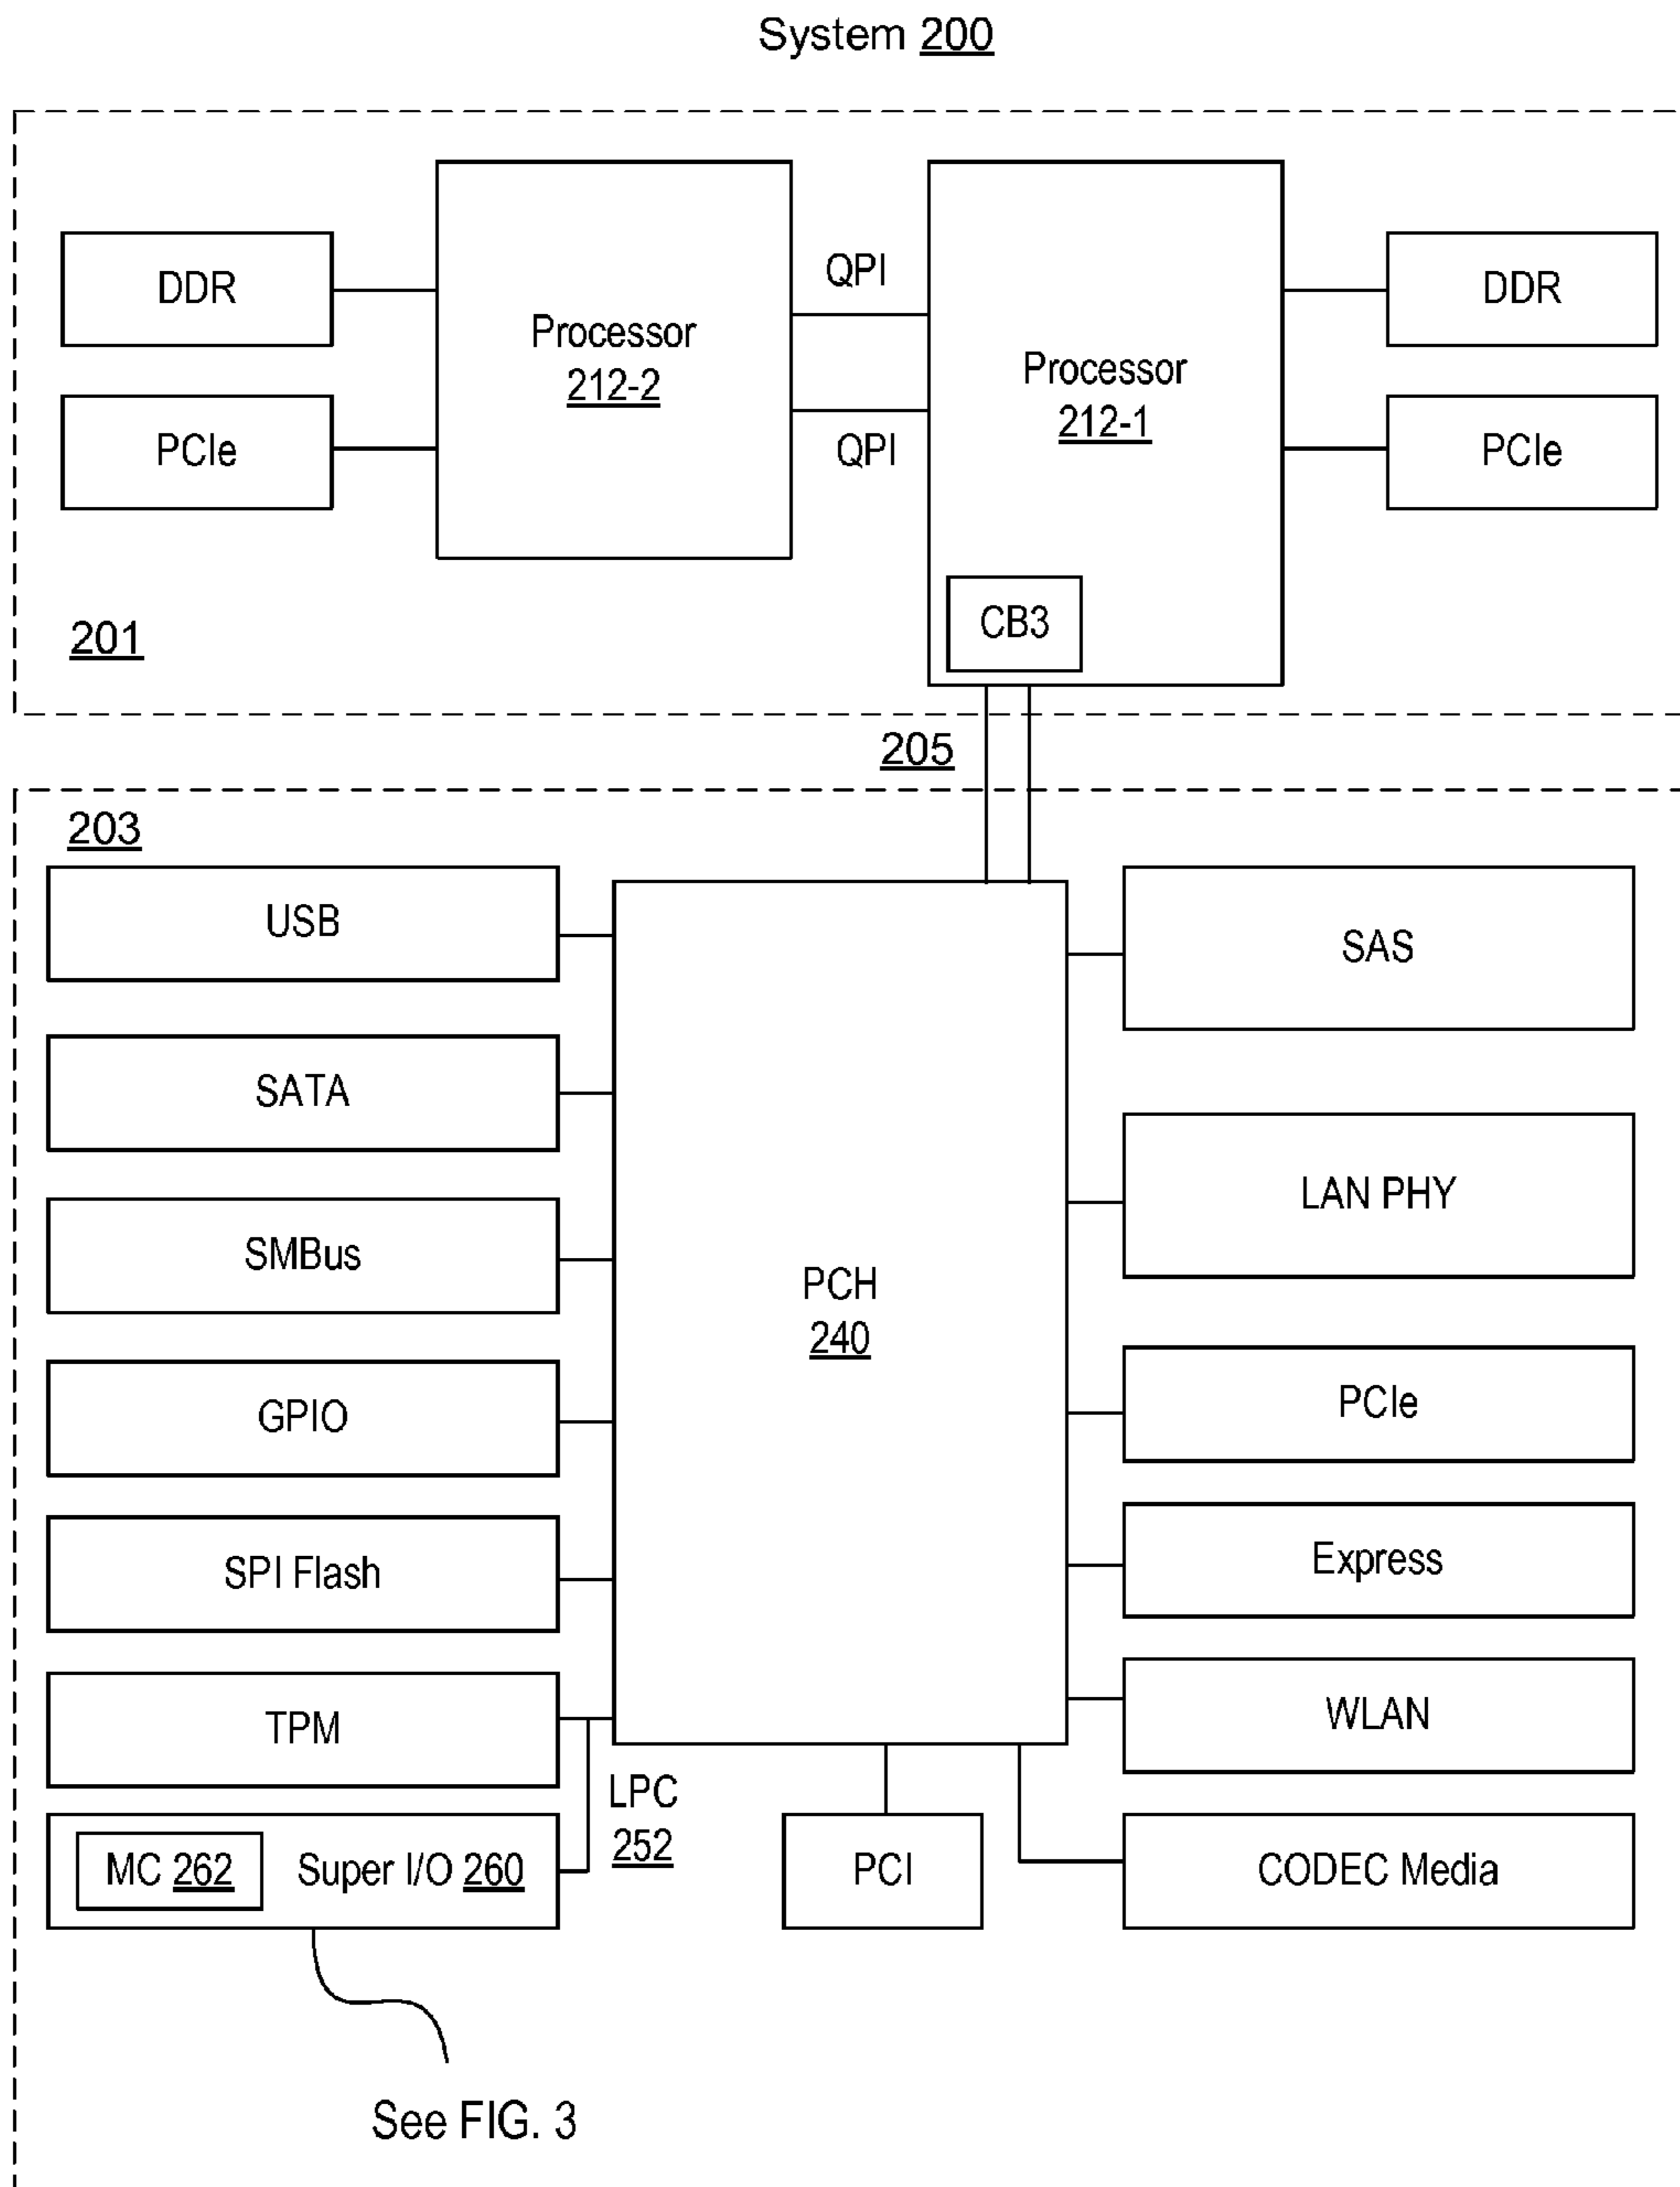 System 200
DDR
PCIe
Processor
212-2
QPI
QPI
Processor
212-1
CB3
DDR
PCIe
201
205
203
USB
SATA
SMBus
GPIO
SPI Flash
TPM
MC 262 Super I/O 260
LPC
252
PCH
240
PCI
SAS
LAN PHY
PCIe
Express
WLAN
CODEC Media
See FIG. 3